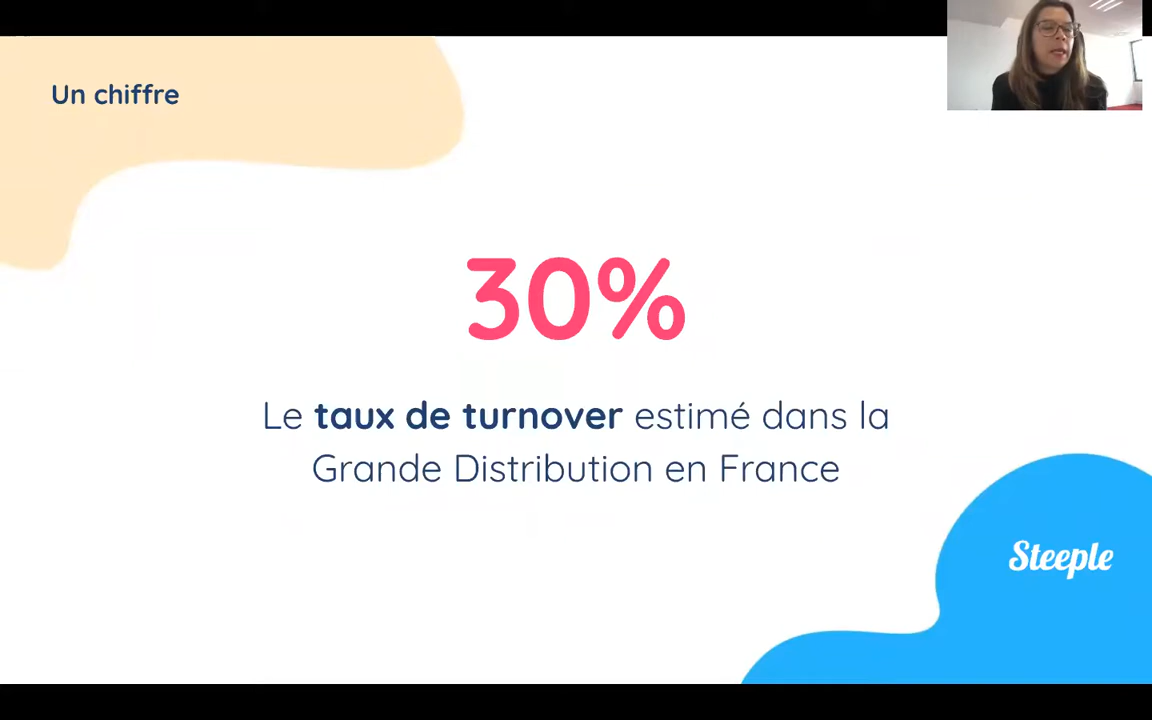 Un chiffre
30%
Le taux de turnover estimé dans la
Grande Distribution en France
Steeple